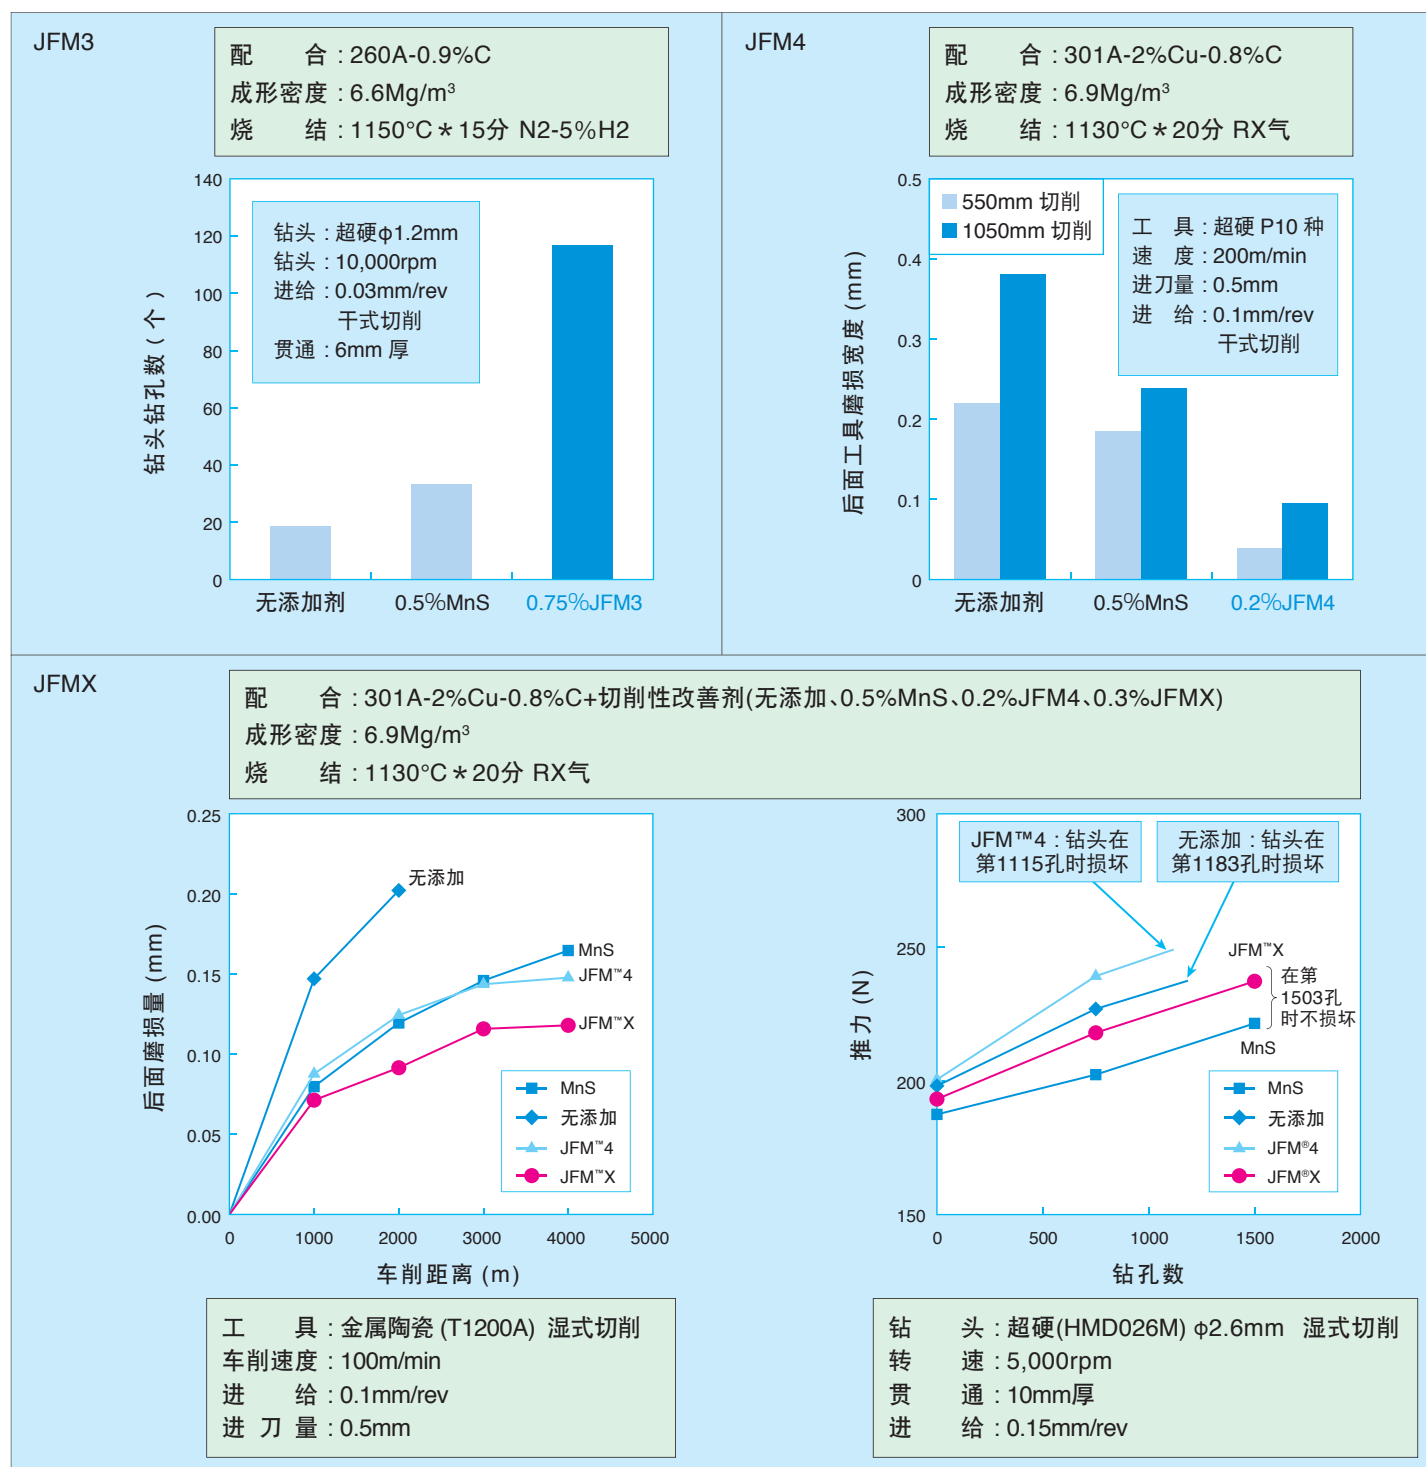 JFM3
配 合 : 260A-0.9%C
成形密度 : 6.6Mg/m³
烧 结 : 1150°C * 15分 N2-5%H2
钻头钻孔数 ( 个 )
140
120
100
80
60
40
20
0
钻头 : 超硬φ1.2mm
钻头 : 10,000rpm
进给 : 0.03mm/rev
干式切削
贯通 : 6mm 厚
无添加剂 0.5%MnS 0.75%JFM3
JFM4
配 合 : 301A-2%Cu-0.8%C
成形密度 : 6.9Mg/m³
烧 结 : 1130°C * 20分 RX气
后面工具磨损宽度 (mm)
0.5
0.4
0.3
0.2
0.1
0
550mm 切削
1050mm 切削
工 具 : 超硬 P10 种
速 度 : 200m/min
进刀量 : 0.5mm
进 给 : 0.1mm/rev
干式切削
无添加剂 0.5%MnS 0.2%JFM4
JFMX
配 合 : 301A-2%Cu-0.8%C+切削性改善剂(无添加、0.5%MnS、0.2%JFM4、0.3%JFMX)
成形密度 : 6.9Mg/m³
烧 结 : 1130°C * 20分 RX气
后面磨损量 (mm)
0.25
0.20
0.15
0.10
0.05
0.00
无添加
MnS
JFM™4
JFM™X
MnS
无添加
JFM™4
JFM™X
0 1000 2000 3000 4000 5000
车削距离 (m)
工 具 : 金属陶瓷 (T1200A) 湿式切削
车削速度 : 100m/min
进 给 : 0.1mm/rev
进 刀 量 : 0.5mm
推力 (N)
300
250
200
150
JFM™4 : 钻头在
第1115孔时损坏
无添加 : 钻头在
第1183孔时损坏
JFM™X
在第
1503孔
时不损坏
MnS
MnS
无添加
JFM®4
JFM®X
0 500 1000 1500 2000
钻孔数
钻 头 : 超硬(HMD026M) φ2.6mm 湿式切削
转 速 : 5,000rpm
贯 通 : 10mm厚
进 给 : 0.15mm/rev